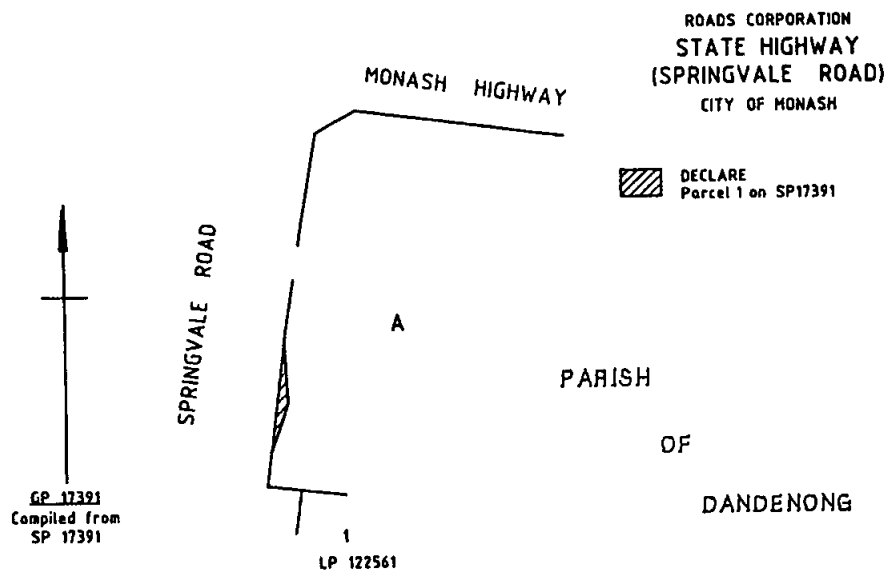 ROADS CORPORATION
STATE HIGHWAY
(SPRINGVALE ROAD)
CITY OF MONASH
MONASH HIGHWAY
DECLARE
Parcel 1 on SP17391
SPRINGVALE ROAD
A
PARISH
OF
DANDENONG
GP 17391
Compiled from
SP 17391
1
LP 122561